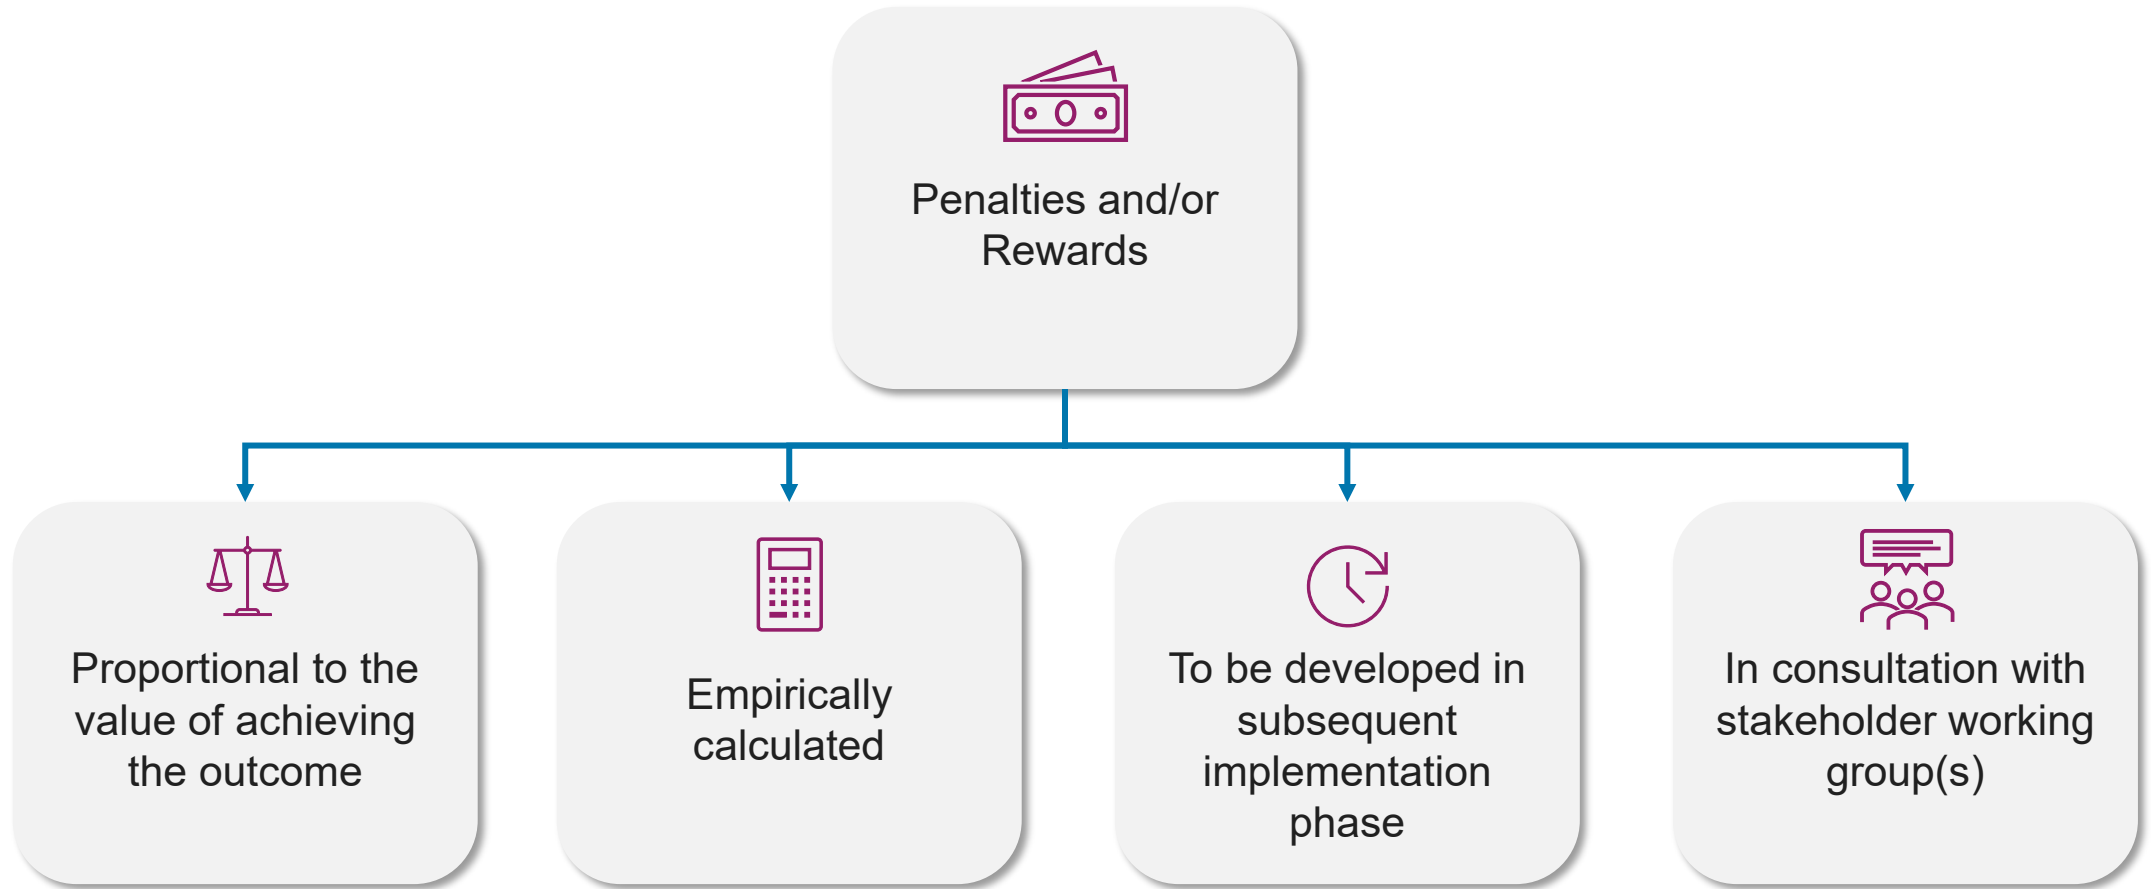 Penalties and/or
Rewards
Proportional to the
value of achieving
the outcome
Empirically
calculated
To be developed in
subsequent
implementation
phase
In consultation with
stakeholder working
group(s)